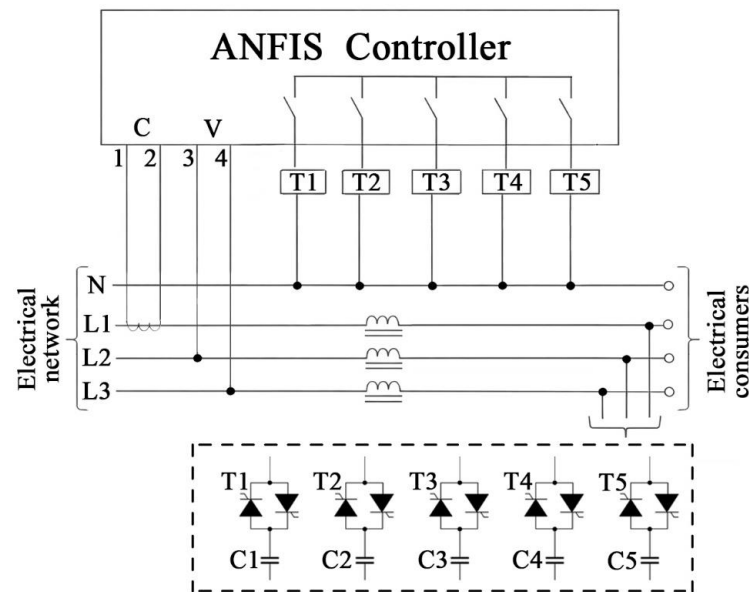 ANFIS Controller
C V
1 2 3 4
T1 T2 T3 T4 T5
Electrical network
N
L1
L2
L3
Electrical consumers
T1 T2 T3 T4 T5
C1 C2 C3 C4 C5